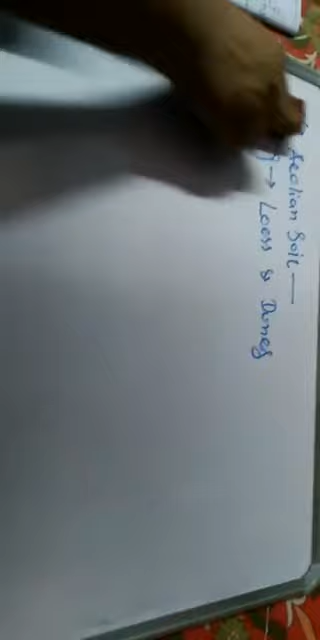 Aeolian Soil —
→ Loess & Dunes